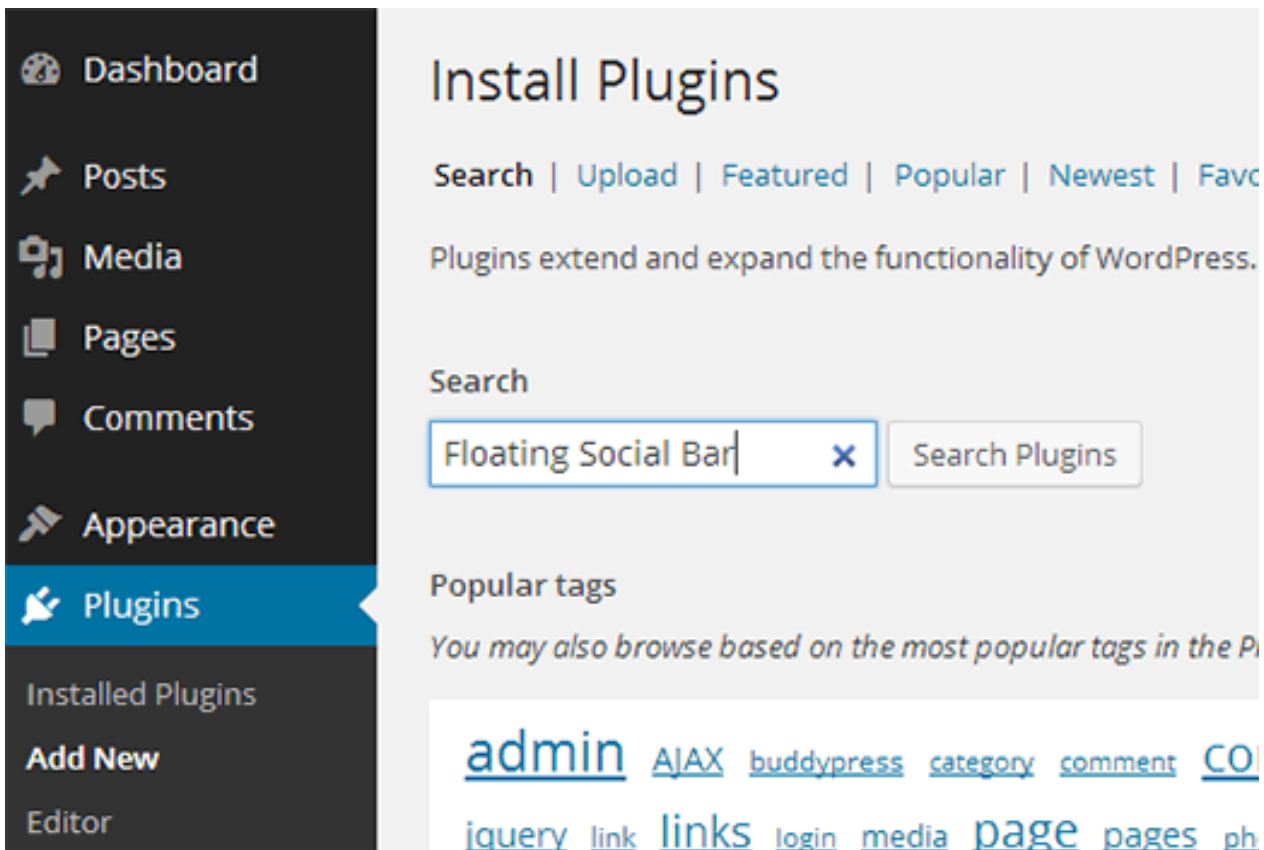 Dashboard
Posts
Media
Pages
Comments
Appearance
Plugins
Installed Plugins
Add New
Editor
Install Plugins
Search | Upload | Featured | Popular | Newest |
Plugins extend and expand the functionality of WordPress.
Search
Floating Social Bar
Search Plugins
Popular tags
You may also browse based on the most popular tags in the
admin AJAX buddypress category comment
jquery link links login media page pages